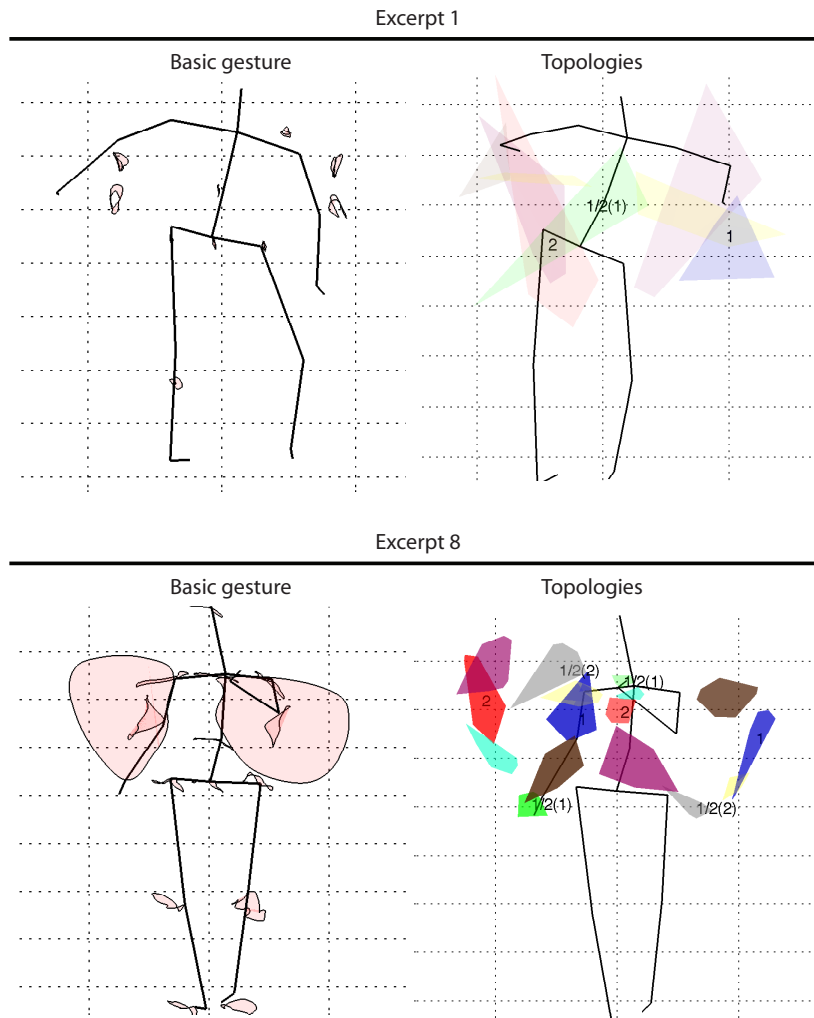 Excerpt 1
Basic gesture
Topologies
1/2(1)
2
1
Excerpt 8
Basic gesture
Topologies
1/2(2)
1/2(1)
2
2
1
1
1/2(1)
1/2(2)